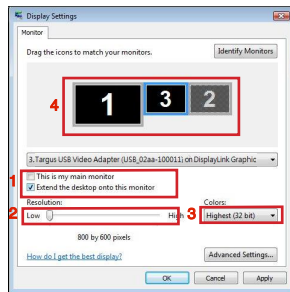 Display Settings
Monitor
Drag the icons to match your monitors.
Identify Monitors
4
1
3
2
3.Targus USB Video Adapter (USB_02aa-100011) on DisplayLink Graphic
1
This is my main monitor
Extend the desktop onto this monitor
Resolution:
Colors:
2
Low
High
3
Highest (32 bit)
800 by 600 pixels
How do I get the best display?
Advanced Settings...
OK
Cancel
Apply